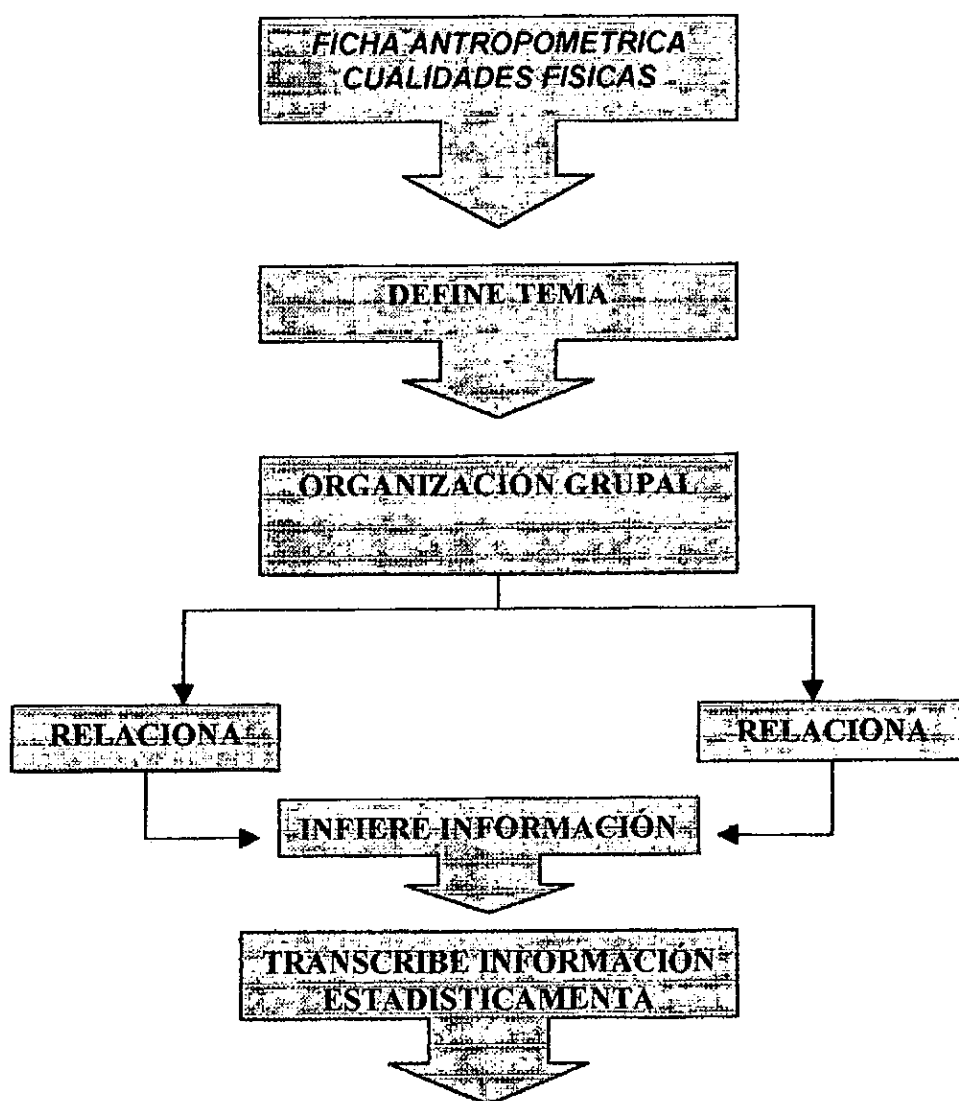 FICHA ANTROPOMETRICA
CUALIDADES FISICAS
DEFINE TEMA
ORGANIZACIÓN GRUPAL
RELACIONA
RELACIONA
INFIERE INFORMACIÓN
TRANSCRIBE INFORMACIÓN
ESTADISTICAMENTA